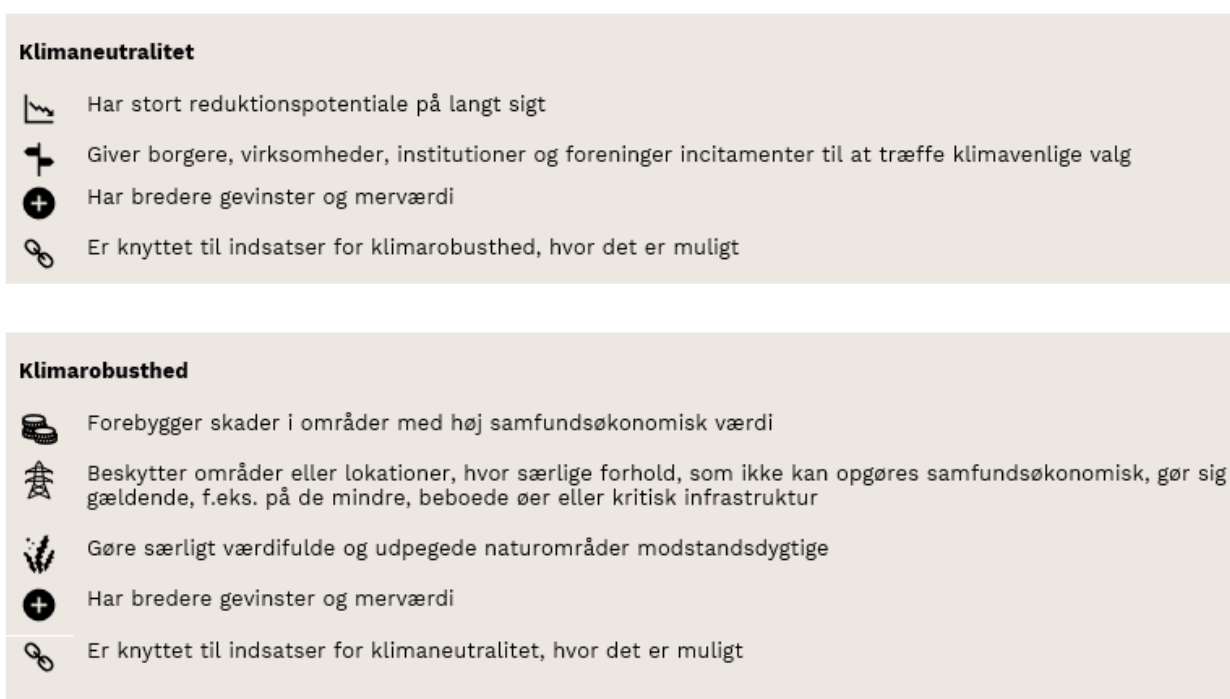 Klimaneutralitet
Har stort reduktionspotentiale på langt sigt
Giver borgere, virksomheder, institutioner og foreninger incitamenter til at træffe klimavenlige valg
Har bredere gevinster og merværdi
Er knyttet til indsatser for klimarobusthed, hvor det er muligt
Klimarobusthed
Forebygger skader i områder med høj samfundsøkonomisk værdi
Beskytter områder eller lokationer, hvor særlige forhold, som ikke kan opgøres samfundsøkonomisk, gør sig
gældende, f.eks. på de mindre, beboede øer eller kritisk infrastruktur
Gøre særligt værdifulde og udpegede naturområder modstandsdygtige
Har bredere gevinster og merværdi
Er knyttet til indsatser for klimaneutralitet, hvor det er muligt